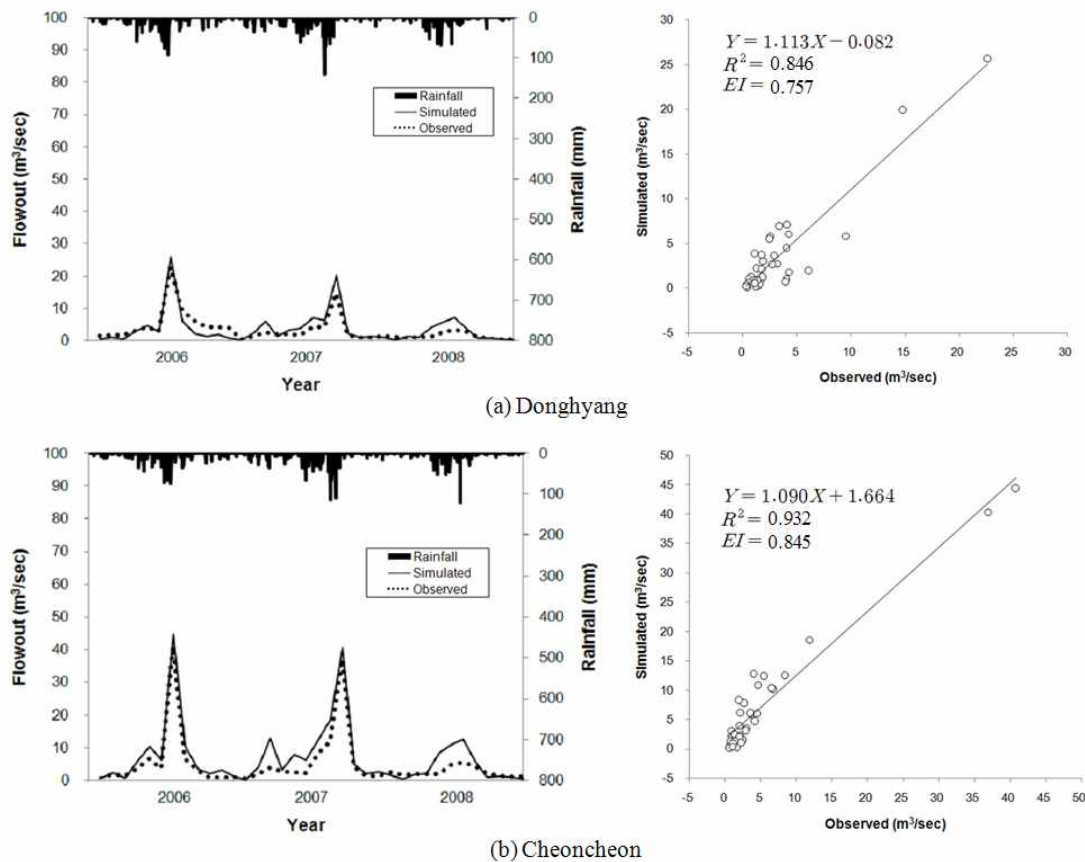 100
90
80
70
60
50
40
30
20
10
0
Flowout (m³/sec)
0
100
200
300
400
500
600
700
800
Rainfall (mm)
Rainfall
Simulated
Observed
2006 2007 2008
Year
Y = 1.113X − 0.082
R² = 0.846
EI = 0.757
30
25
20
15
10
5
0
-5
Simulated (m³/sec)
-5 0 5 10 15 20 25 30
Observed (m³/sec)
(a) Donghyang
100
90
80
70
60
50
40
30
20
10
0
Flowout (m³/sec)
0
100
200
300
400
500
600
700
800
Rainfall (mm)
Rainfall
Simulated
Observed
2006 2007 2008
Year
Y = 1.090X + 1.664
R² = 0.932
EI = 0.845
50
45
40
35
30
25
20
15
10
5
0
-5
Simulated (m³/sec)
-5 0 5 10 15 20 25 30 35 40 45 50
Observed (m³/sec)
(b) Cheoncheon